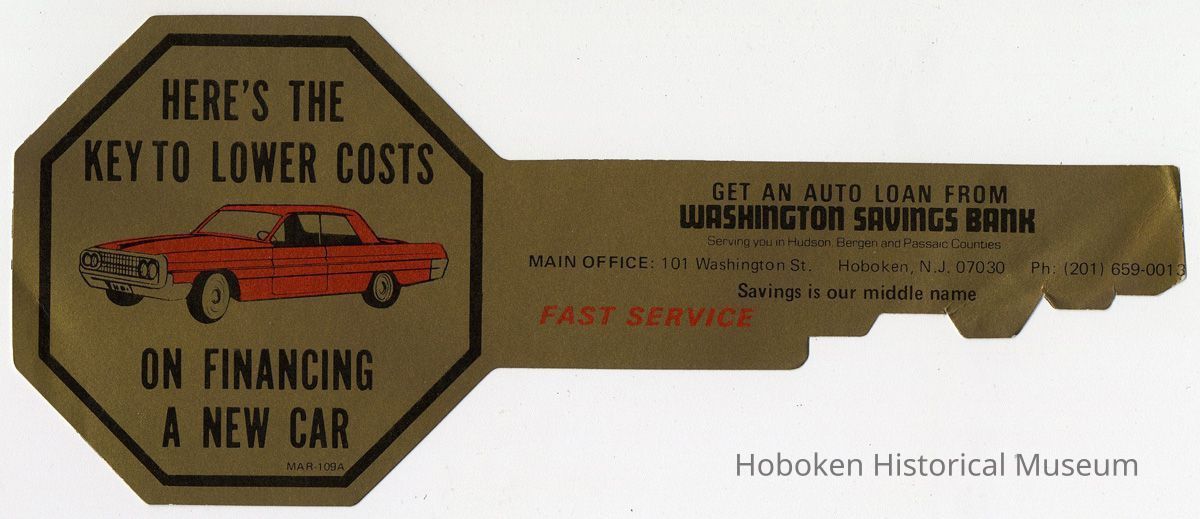 HERE'S THE
KEY TO LOWER COSTS
ON FINANCING
A NEW CAR
MAR-109A
GET AN AUTO LOAN FROM
WASHINGTON SAVINGS BANK
Serving you in Hudson, Bergen and Passaic Counties
MAIN OFFICE: 101 Washington St. Hoboken, N.J. 07030 Ph: (201) 659-0013
Savings is our middle name
FAST SERVICE
Hoboken Historical Museum